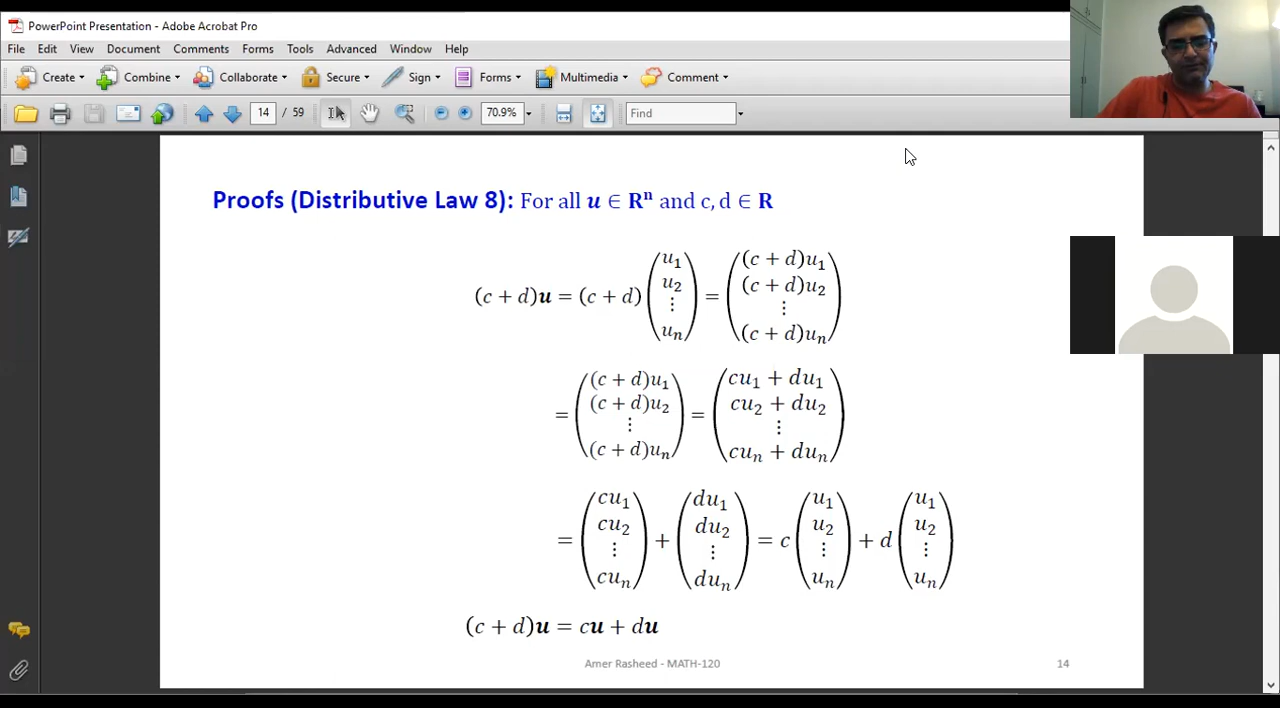 PowerPoint Presentation - Adobe Acrobat Pro
File Edit View Document Comments Forms Tools Advanced Window Help
Create Combine Collaborate Secure Sign Forms Multimedia Comment
14 / 59 70.9% Find
Proofs (Distributive Law 8): For all u ∈ Rⁿ and c, d ∈ R
(c + d)u = (c + d) (u₁ u₂ ⋮ uₙ) = ((c + d)u₁ (c + d)u₂ ⋮ (c + d)uₙ)
= ((c + d)u₁ (c + d)u₂ ⋮ (c + d)uₙ) = (cu₁ + du₁ cu₂ + du₂ ⋮ cuₙ + duₙ)
= (cu₁ cu₂ ⋮ cuₙ) + (du₁ du₂ ⋮ duₙ) = c (u₁ u₂ ⋮ uₙ) + d (u₁ u₂ ⋮ uₙ)
(c + d)u = cu + du
Amer Rasheed - MATH-120 14